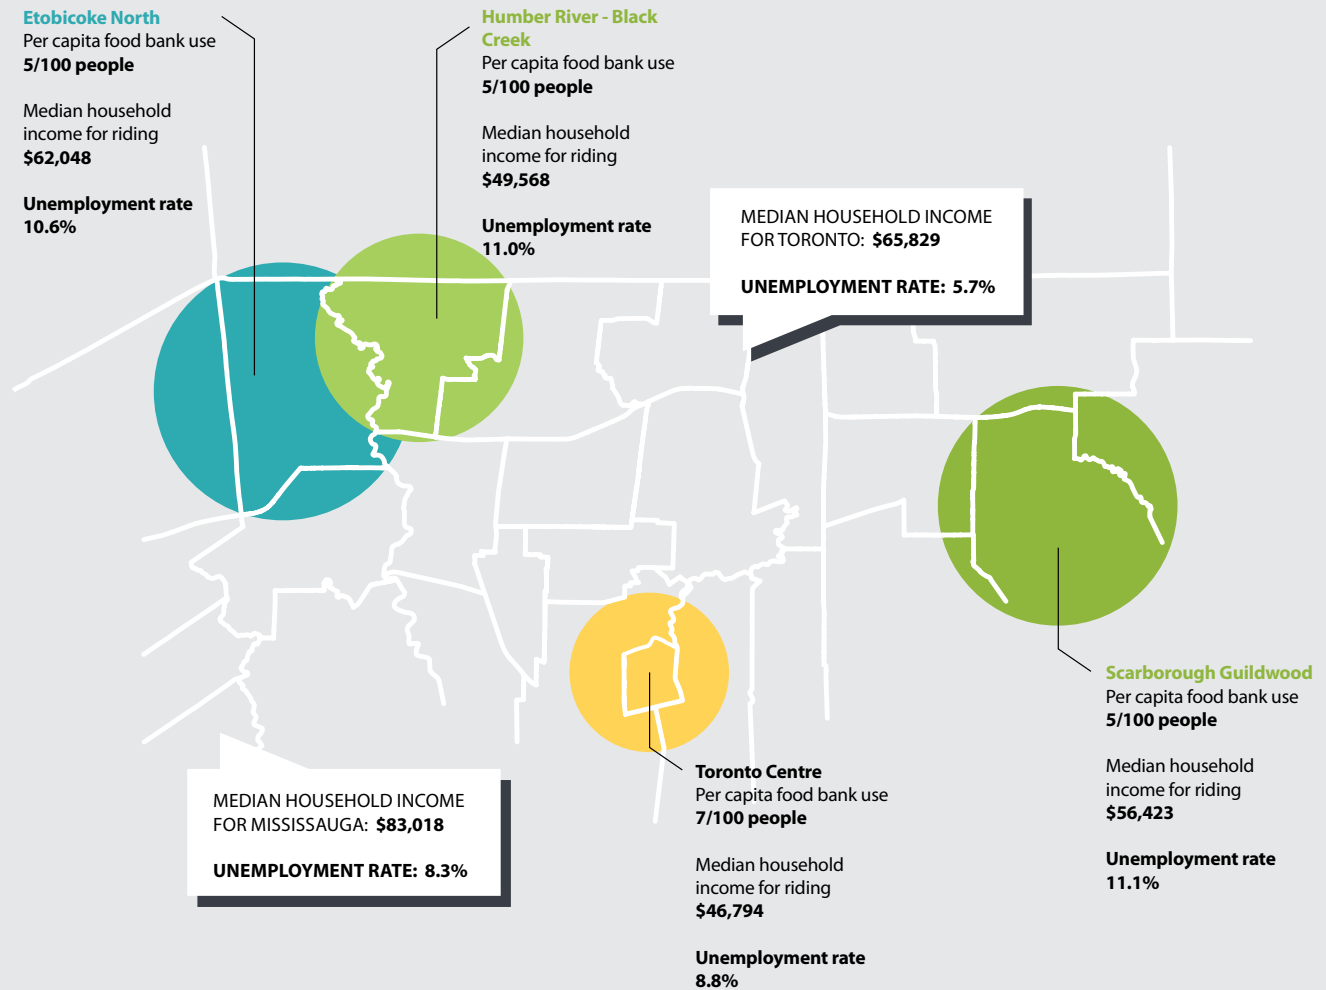 Etobicoke North
Per capita food bank use
5/100 people
Median household
income for riding
$62,048
Unemployment rate
10.6%
Humber River - Black
Creek
Per capita food bank use
5/100 people
Median household
income for riding
$49,568
Unemployment rate
11.0%
MEDIAN HOUSEHOLD INCOME
FOR TORONTO: $65,829
UNEMPLOYMENT RATE: 5.7%
Scarborough Guildwood
Per capita food bank use
5/100 people
Median household
income for riding
$56,423
Unemployment rate
11.1%
MEDIAN HOUSEHOLD INCOME
FOR MISSISSAUGA: $83,018
UNEMPLOYMENT RATE: 8.3%
Toronto Centre
Per capita food bank use
7/100 people
Median household
income for riding
$46,794
Unemployment rate
8.8%